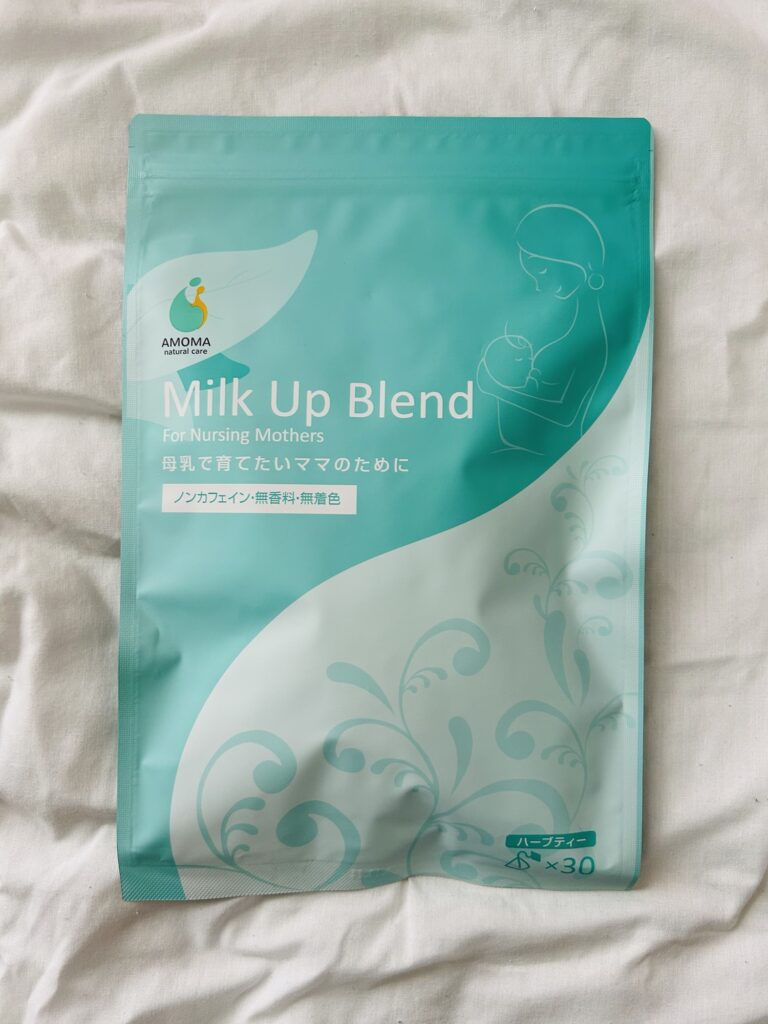 AMOMA
natural care
Milk Up Blend
For Nursing Mothers
母乳で育てたいママのために
ノンカフェイン・無香料・無着色
ハーブティー
×30